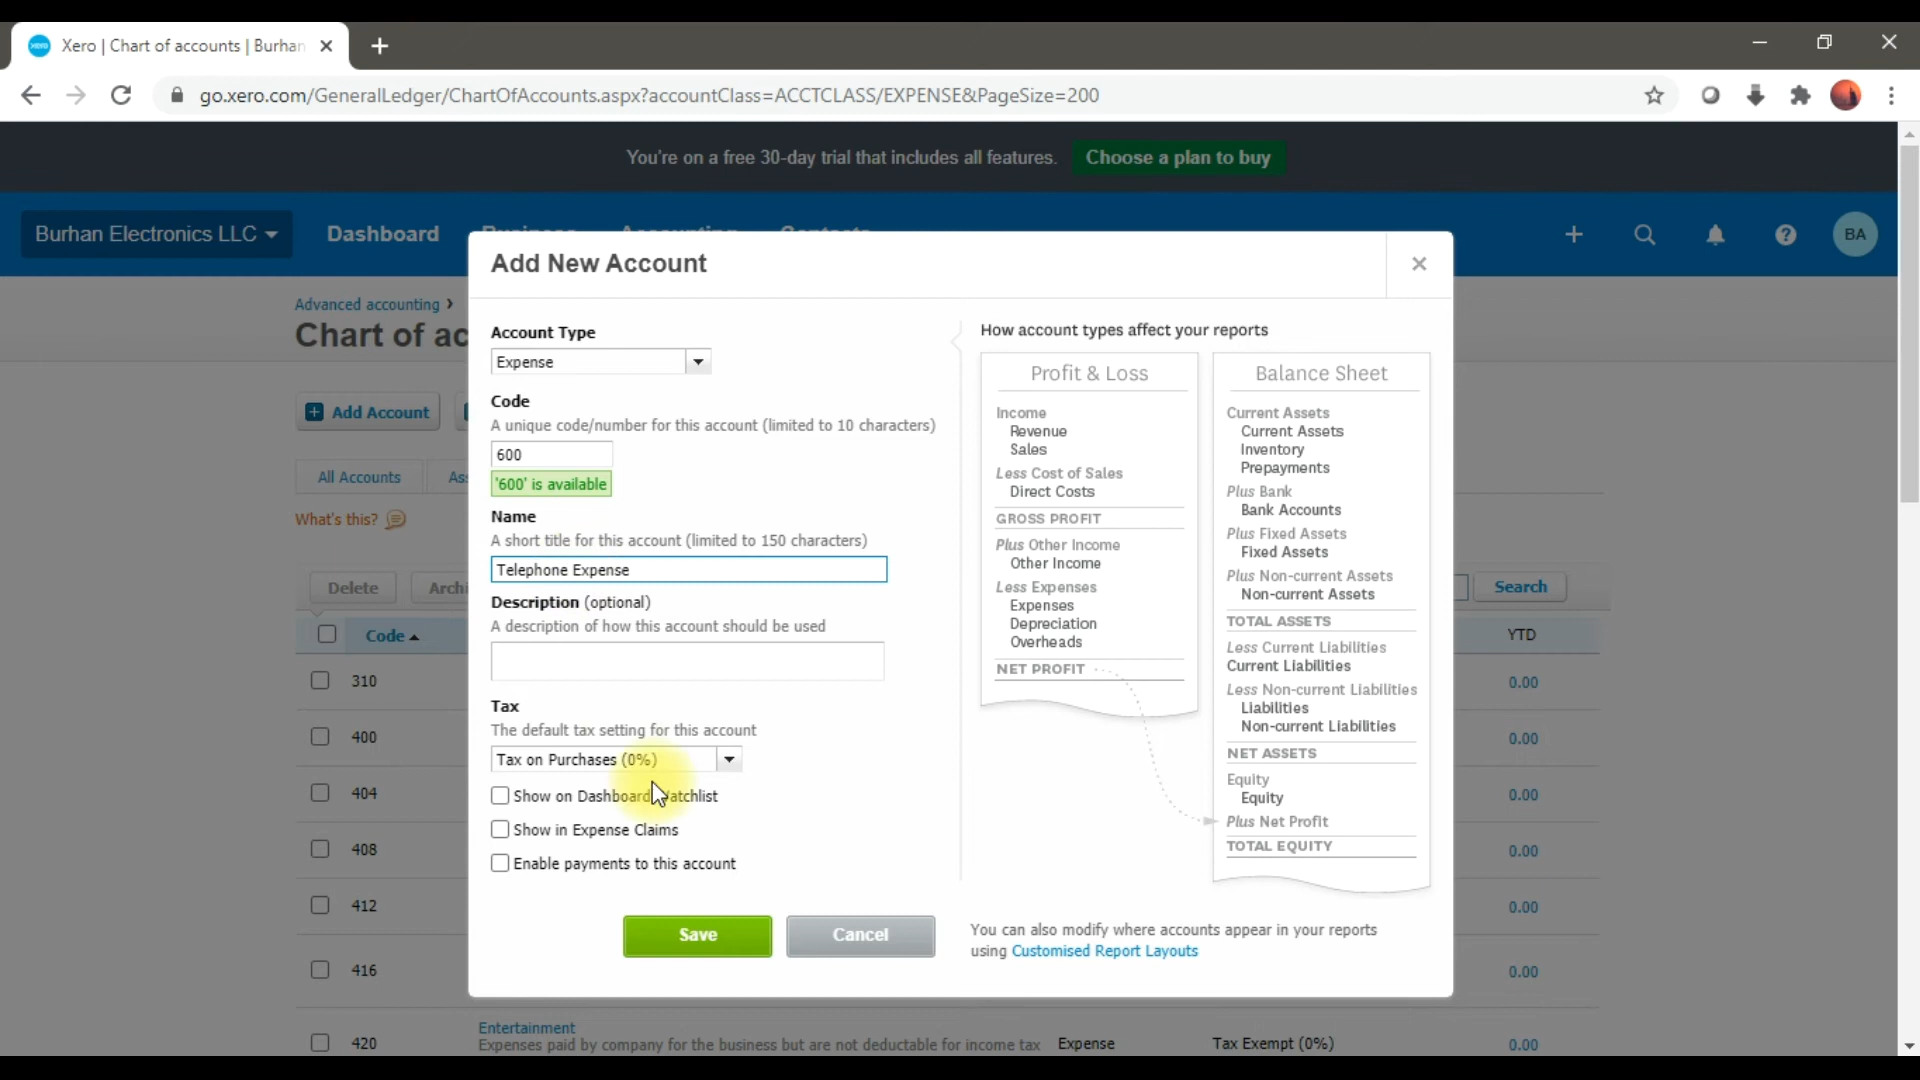 Xero | Chart of accounts | Burhan
go.xero.com/GeneralLedger/ChartOfAccounts.aspx?accountClass=ACCTCLASS/EXPENSE&PageSize=200
You're on a free 30-day trial that includes all features. Choose a plan to buy
Burhan Electronics LLC Dashboard
BA
Advanced accounting ›
Chart of ac
Add Account
All Accounts
What's this?
Delete
Code
310
400
404
408
412
416
420
Entertainment
Expenses paid by company for the business but are not deductable for income tax Expense Tax Exempt (0%) 0.00
Search
YTD
0.00
0.00
0.00
0.00
0.00
0.00
Add New Account
Account Type
Expense
Code
A unique code/number for this account (limited to 10 characters)
600
'600' is available
Name
A short title for this account (limited to 150 characters)
Telephone Expense
Description (optional)
A description of how this account should be used
Tax
The default tax setting for this account
Tax on Purchases (0%)
Show on Dashboard Watchlist
Show in Expense Claims
Enable payments to this account
Save Cancel
How account types affect your reports
Profit & Loss
Income
Revenue
Sales
Less Cost of Sales
Direct Costs
GROSS PROFIT
Plus Other Income
Other Income
Less Expenses
Expenses
Depreciation
Overheads
NET PROFIT
Balance Sheet
Current Assets
Current Assets
Inventory
Prepayments
Plus Bank
Bank Accounts
Plus Fixed Assets
Fixed Assets
Plus Non-current Assets
Non-current Assets
TOTAL ASSETS
Less Current Liabilities
Current Liabilities
Less Non-current Liabilities
Liabilities
Non-current Liabilities
NET ASSETS
Equity
Equity
Plus Net Profit
TOTAL EQUITY
You can also modify where accounts appear in your reports
using Customised Report Layouts